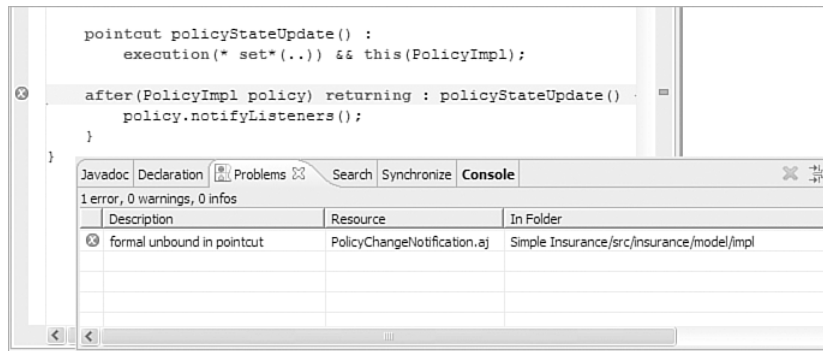 pointcut policyStateUpdate() :
execution(* set*(..)) && this(PolicyImpl);
after(PolicyImpl policy) returning : policyStateUpdate()
policy.notifyListeners();
}
}
Javadoc Declaration Problems Search Synchronize Console
1 error, 0 warnings, 0 infos
Description Resource In Folder
formal unbound in pointcut PolicyChangeNotification.aj Simple Insurance/src/insurance/model/impl